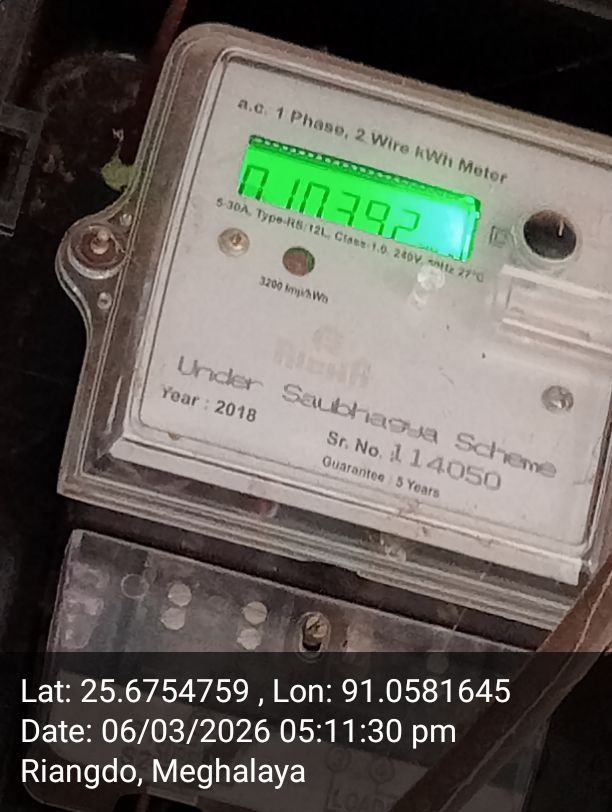 a.c. 1 Phase, 2 Wire kWh Meter
010392
5-30A, Type-RS/12L, Class-1.0, 240V, 50Hz 27°C
3200 Imp/kWh
Under Saubhagya Scheme
Year : 2018
Sr. No. 114050
Guarantee : 5 Years
Lat: 25.6754759 , Lon: 91.0581645
Date: 06/03/2026 05:11:30 pm
Riangdo, Meghalaya